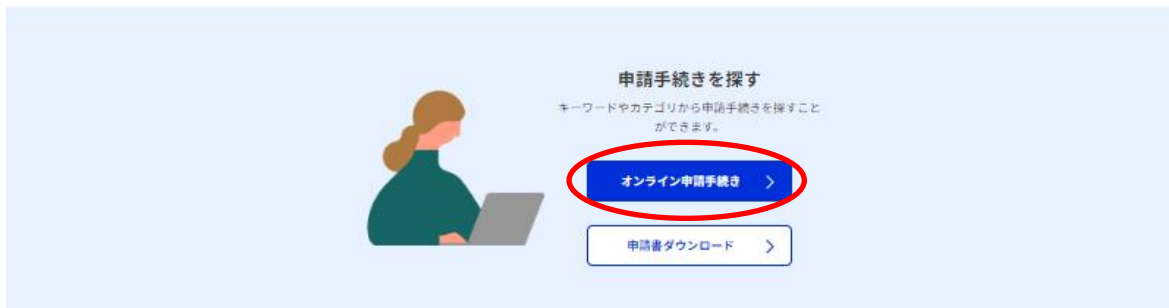 申請手続きを探す
キーワードやカテゴリから申請手続きを探すこと
ができます。
オンライン申請手続き
申請書ダウンロード